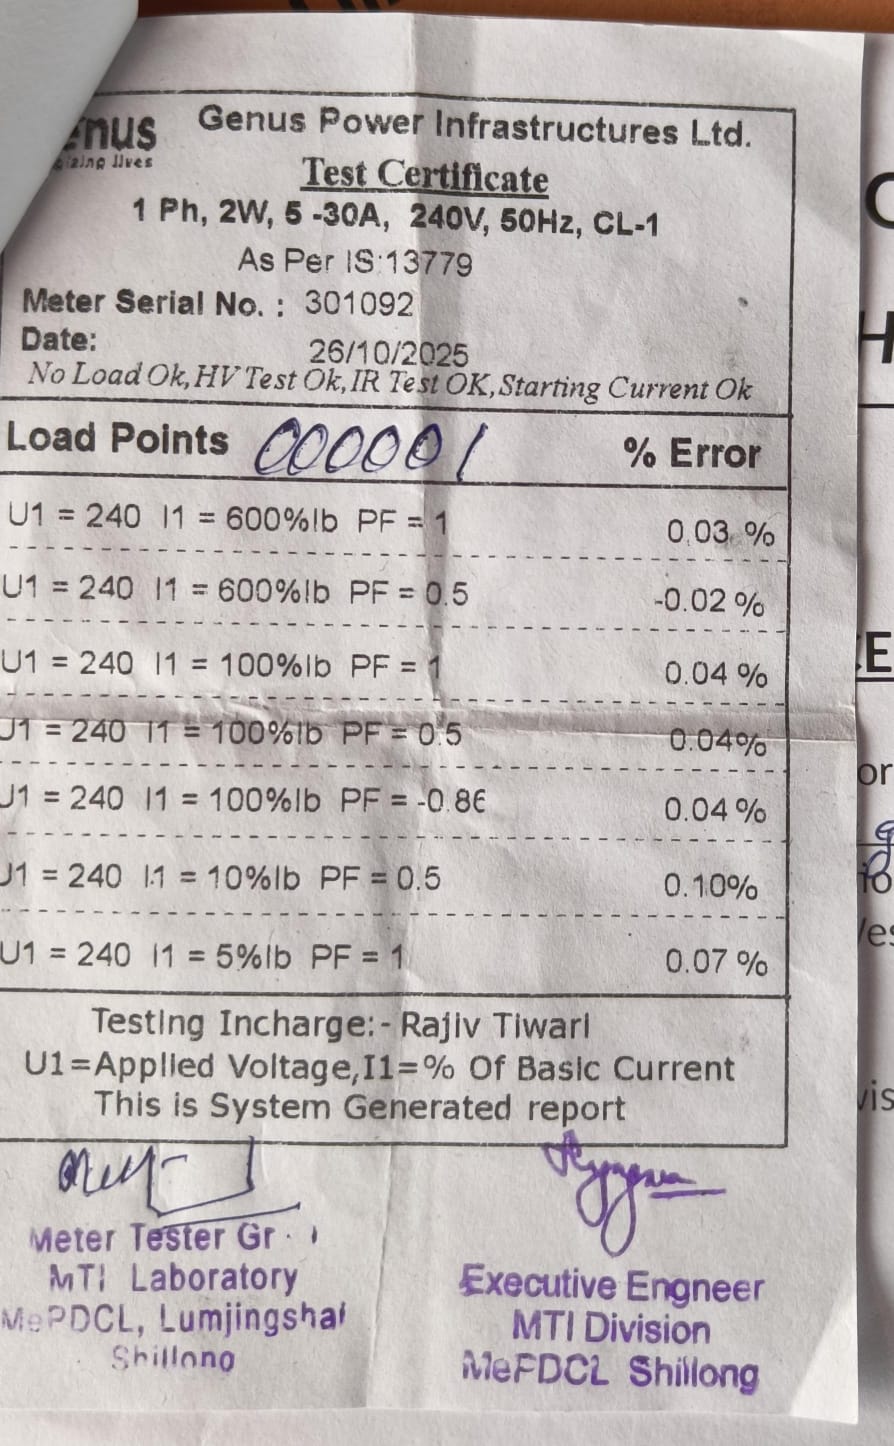 enus
Genus Power Infrastructures Ltd.
lives
Test Certificate
1 Ph, 2W, 5 -30A, 240V, 50Hz, CL-1
As Per IS:13779
Meter Serial No. : 301092
Date: 26/10/2025
No Load Ok, HV Test Ok, IR Test OK, Starting Current Ok
Load Points 000001 % Error
U1 = 240 I1 = 600%Ib PF = 1 0.03 %
U1 = 240 I1 = 600%Ib PF = 0.5 -0.02 %
U1 = 240 I1 = 100%Ib PF = 1 0.04 %
U1 = 240 I1 = 100%Ib PF = 0.5 0.04%
U1 = 240 I1 = 100%Ib PF = -0.86 0.04 %
U1 = 240 I1 = 10%Ib PF = 0.5 0.10%
U1 = 240 I1 = 5%Ib PF = 1 0.07 %
Testing Incharge:- Rajiv Tiwari
U1=Applied Voltage,I1=% Of Basic Current
This is System Generated report
Meter Tester Gr - I
MTI Laboratory
MePDCL, Lumjingshai
Shillong
Executive Engneer
MTI Division
MePDCL Shillong